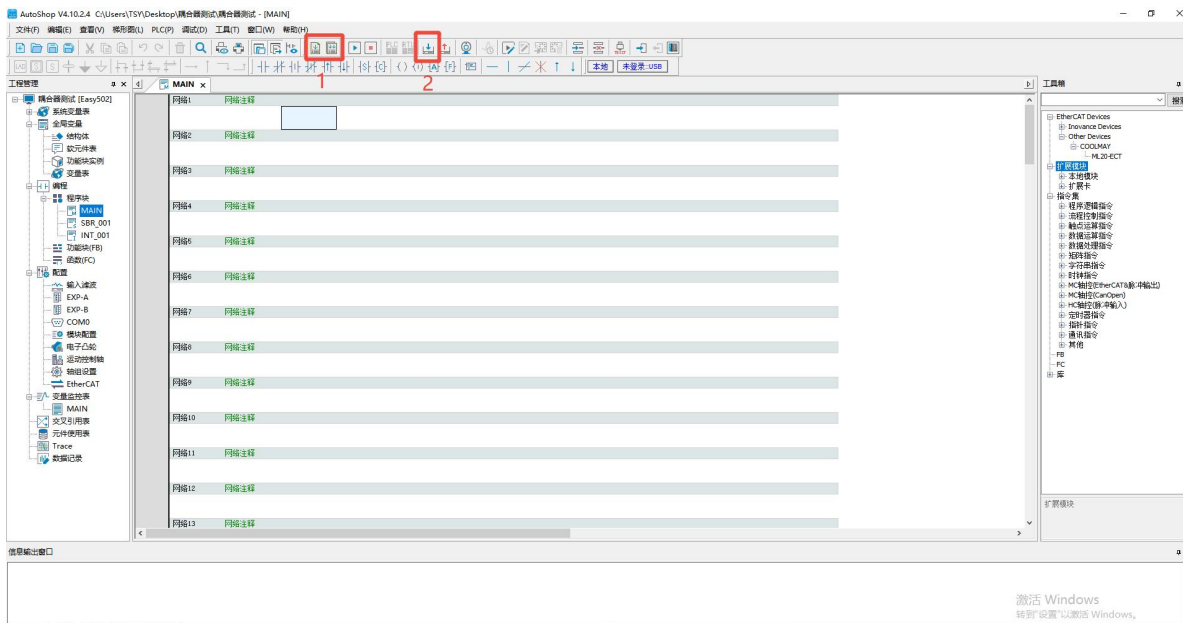 AutoShop V4.10.2.4 C:\Users\TSY\Desktop\耦合器测试\耦合器测试 - [MAIN]
文件(F) 编辑(E) 查看(V) 梯形图(L) PLC(P) 调试(D) 工具(T) 窗口(W) 帮助(H)
本地 未登录:USB
1
2
工程管理
MAIN
工具箱
耦合器测试 [Easy502]
系统变量表
全局变量
结构体
软元件表
功能块实例
变量表
编程
程序块
MAIN
SBR_001
INT_001
功能块(FB)
函数(FC)
配置
输入滤波
EXP-A
EXP-B
COM0
模块配置
电子凸轮
运动控制轴
轴组设置
EtherCAT
变量监控表
MAIN
交叉引用表
元件使用表
Trace
数据记录
网络1 网络注释
网络2 网络注释
网络3 网络注释
网络4 网络注释
网络5 网络注释
网络6 网络注释
网络7 网络注释
网络8 网络注释
网络9 网络注释
网络10 网络注释
网络11 网络注释
网络12 网络注释
网络13 网络注释
EtherCAT Devices
Inovance Devices
Other Devices
COOLMAY
ML20-ECT
扩展模块
本地模块
扩展卡
指令集
程序逻辑指令
流程控制指令
触点运算指令
数据运算指令
数据处理指令
矩阵指令
字符串指令
时钟指令
MC轴控(EtherCAT&脉冲输出)
MC轴控(CanOpen)
HC轴控(脉冲输入)
定时器指令
指针指令
通讯指令
其他
FB
FC
库
扩展模块
信息输出窗口
激活 Windows
转到"设置"以激活 Windows。